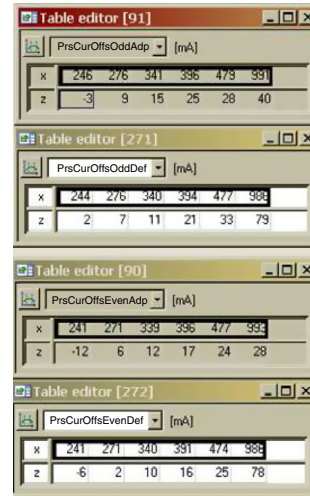 Table editor [91]
PrsCurOffsOddAdp [mA]
x 246 276 341 396 479 991
z -3 9 15 25 28 40
Table editor [271]
PrsCurOffsOddDef [mA]
x 244 276 340 394 477 986
z 2 7 11 21 33 79
Table editor [90]
PrsCurOffsEvenAdp [mA]
x 241 271 339 396 477 993
z -12 6 12 17 24 28
Table editor [272]
PrsCurOffsEvenDef [mA]
x 241 271 340 391 474 986
z -6 2 10 16 25 78